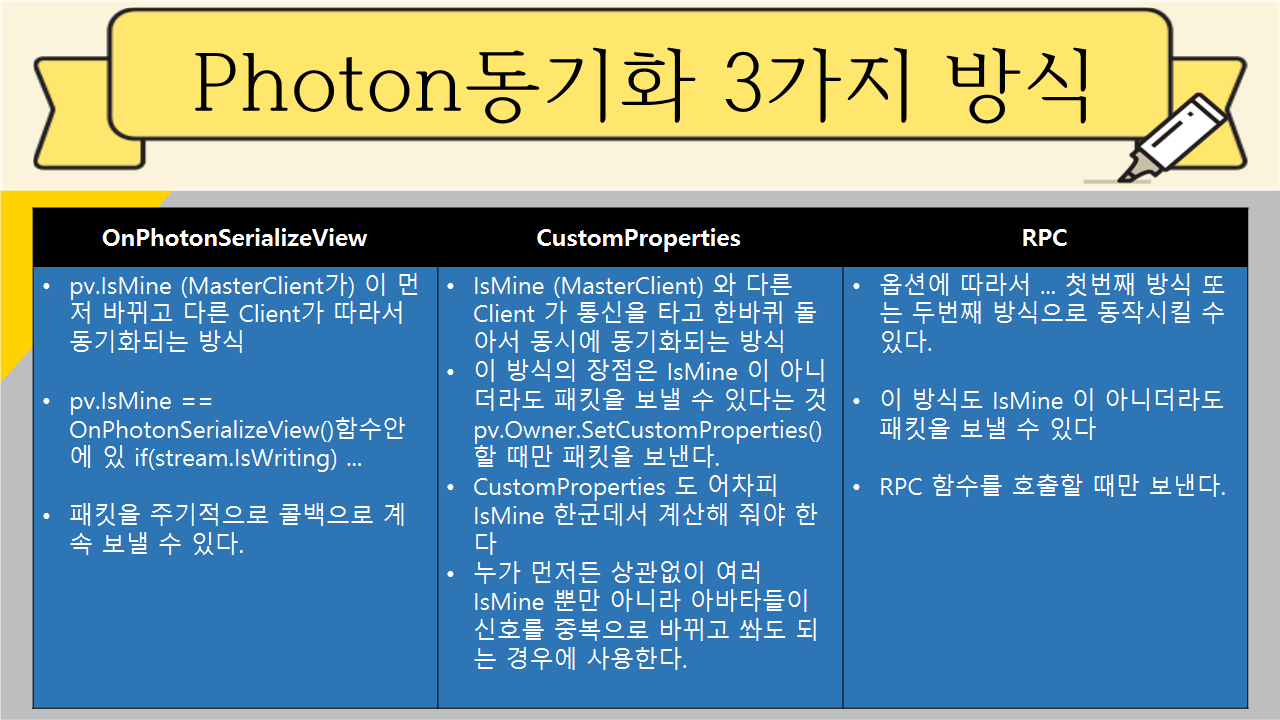 Photon동기화 3가지 방식
OnPhotonSerializeView
• pv.IsMine (MasterClient가) 이 먼
저 바뀌고 다른 Client가 따라서
동기화되는 방식
• pv.IsMine ==
OnPhotonSerializeView()함수안
에 있 if(stream.IsWriting) ...
• 패킷을 주기적으로 콜백으로 계
속 보낼 수 있다.
CustomProperties
• IsMine (MasterClient) 와 다른
Client 가 통신을 타고 한바퀴 돌
아서 동시에 동기화되는 방식
• 이 방식의 장점은 IsMine 이 아니
더라도 패킷을 보낼 수 있다는 것
pv.Owner.SetCustomProperties()
할 때만 패킷을 보낸다.
• CustomProperties 도 어차피
IsMine 한군데서 계산해 줘야 한
다
• 누가 먼저든 상관없이 여러
IsMine 뿐만 아니라 아바타들이
신호를 중복으로 바뀌고 쏴도 되
는 경우에 사용한다.
RPC
• 옵션에 따라서 ... 첫번째 방식 또
는 두번째 방식으로 동작시킬 수
있다.
• 이 방식도 IsMine 이 아니더라도
패킷을 보낼 수 있다
• RPC 함수를 호출할 때만 보낸다.